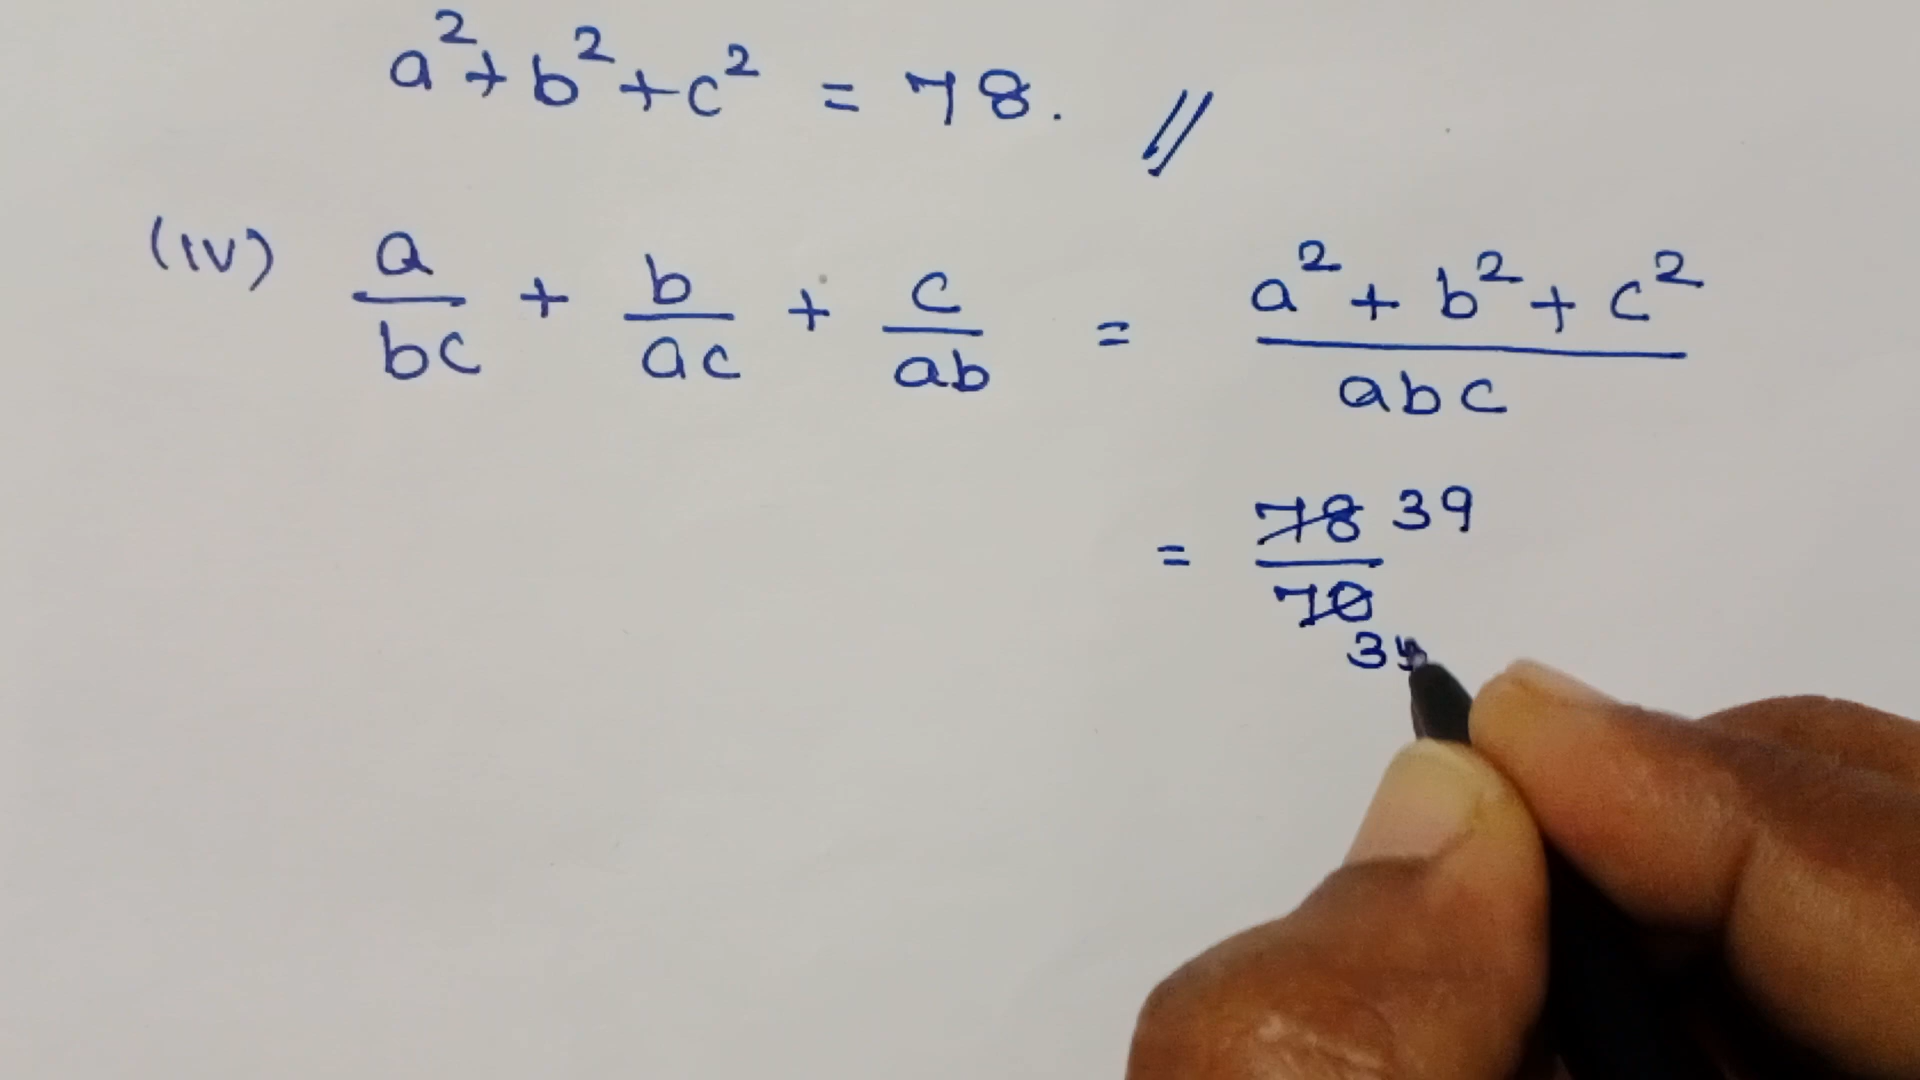 a² + b² + c² = 78. //
(iv) a/bc + b/ac + c/ab = a² + b² + c² / abc
= 78/70 39
3